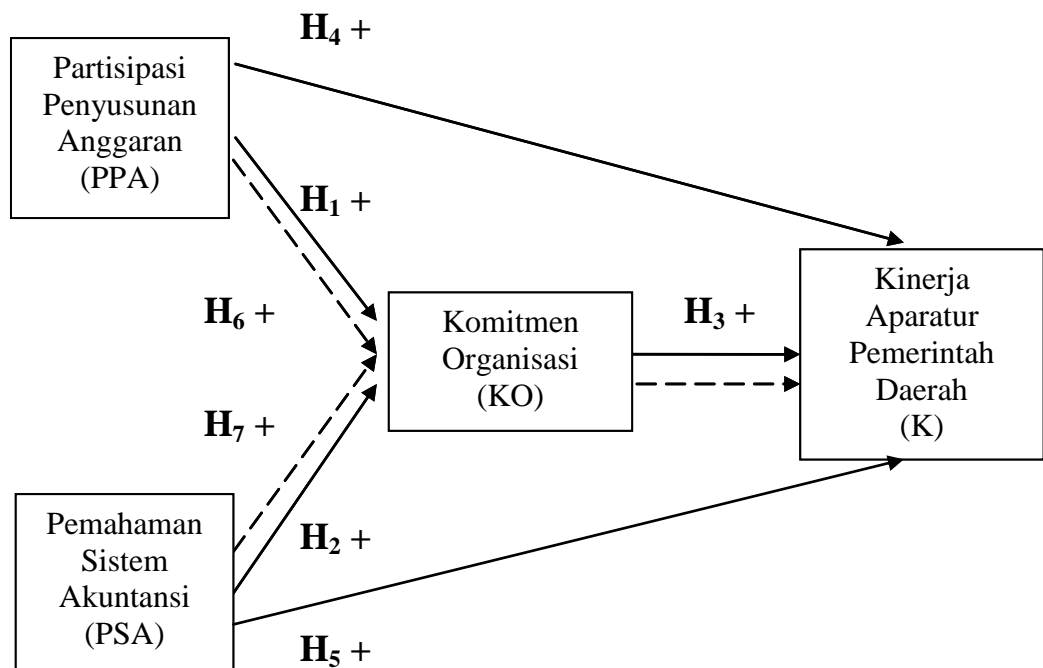 H4 +
Partisipasi
Penyusunan
Anggaran
(PPA)
H1 +
H6 +
Komitmen
Organisasi
(KO)
H3 +
Kinerja
Aparatur
Pemerintah
Daerah
(K)
H7 +
Pemahaman
Sistem
Akuntansi
(PSA)
H2 +
H5 +